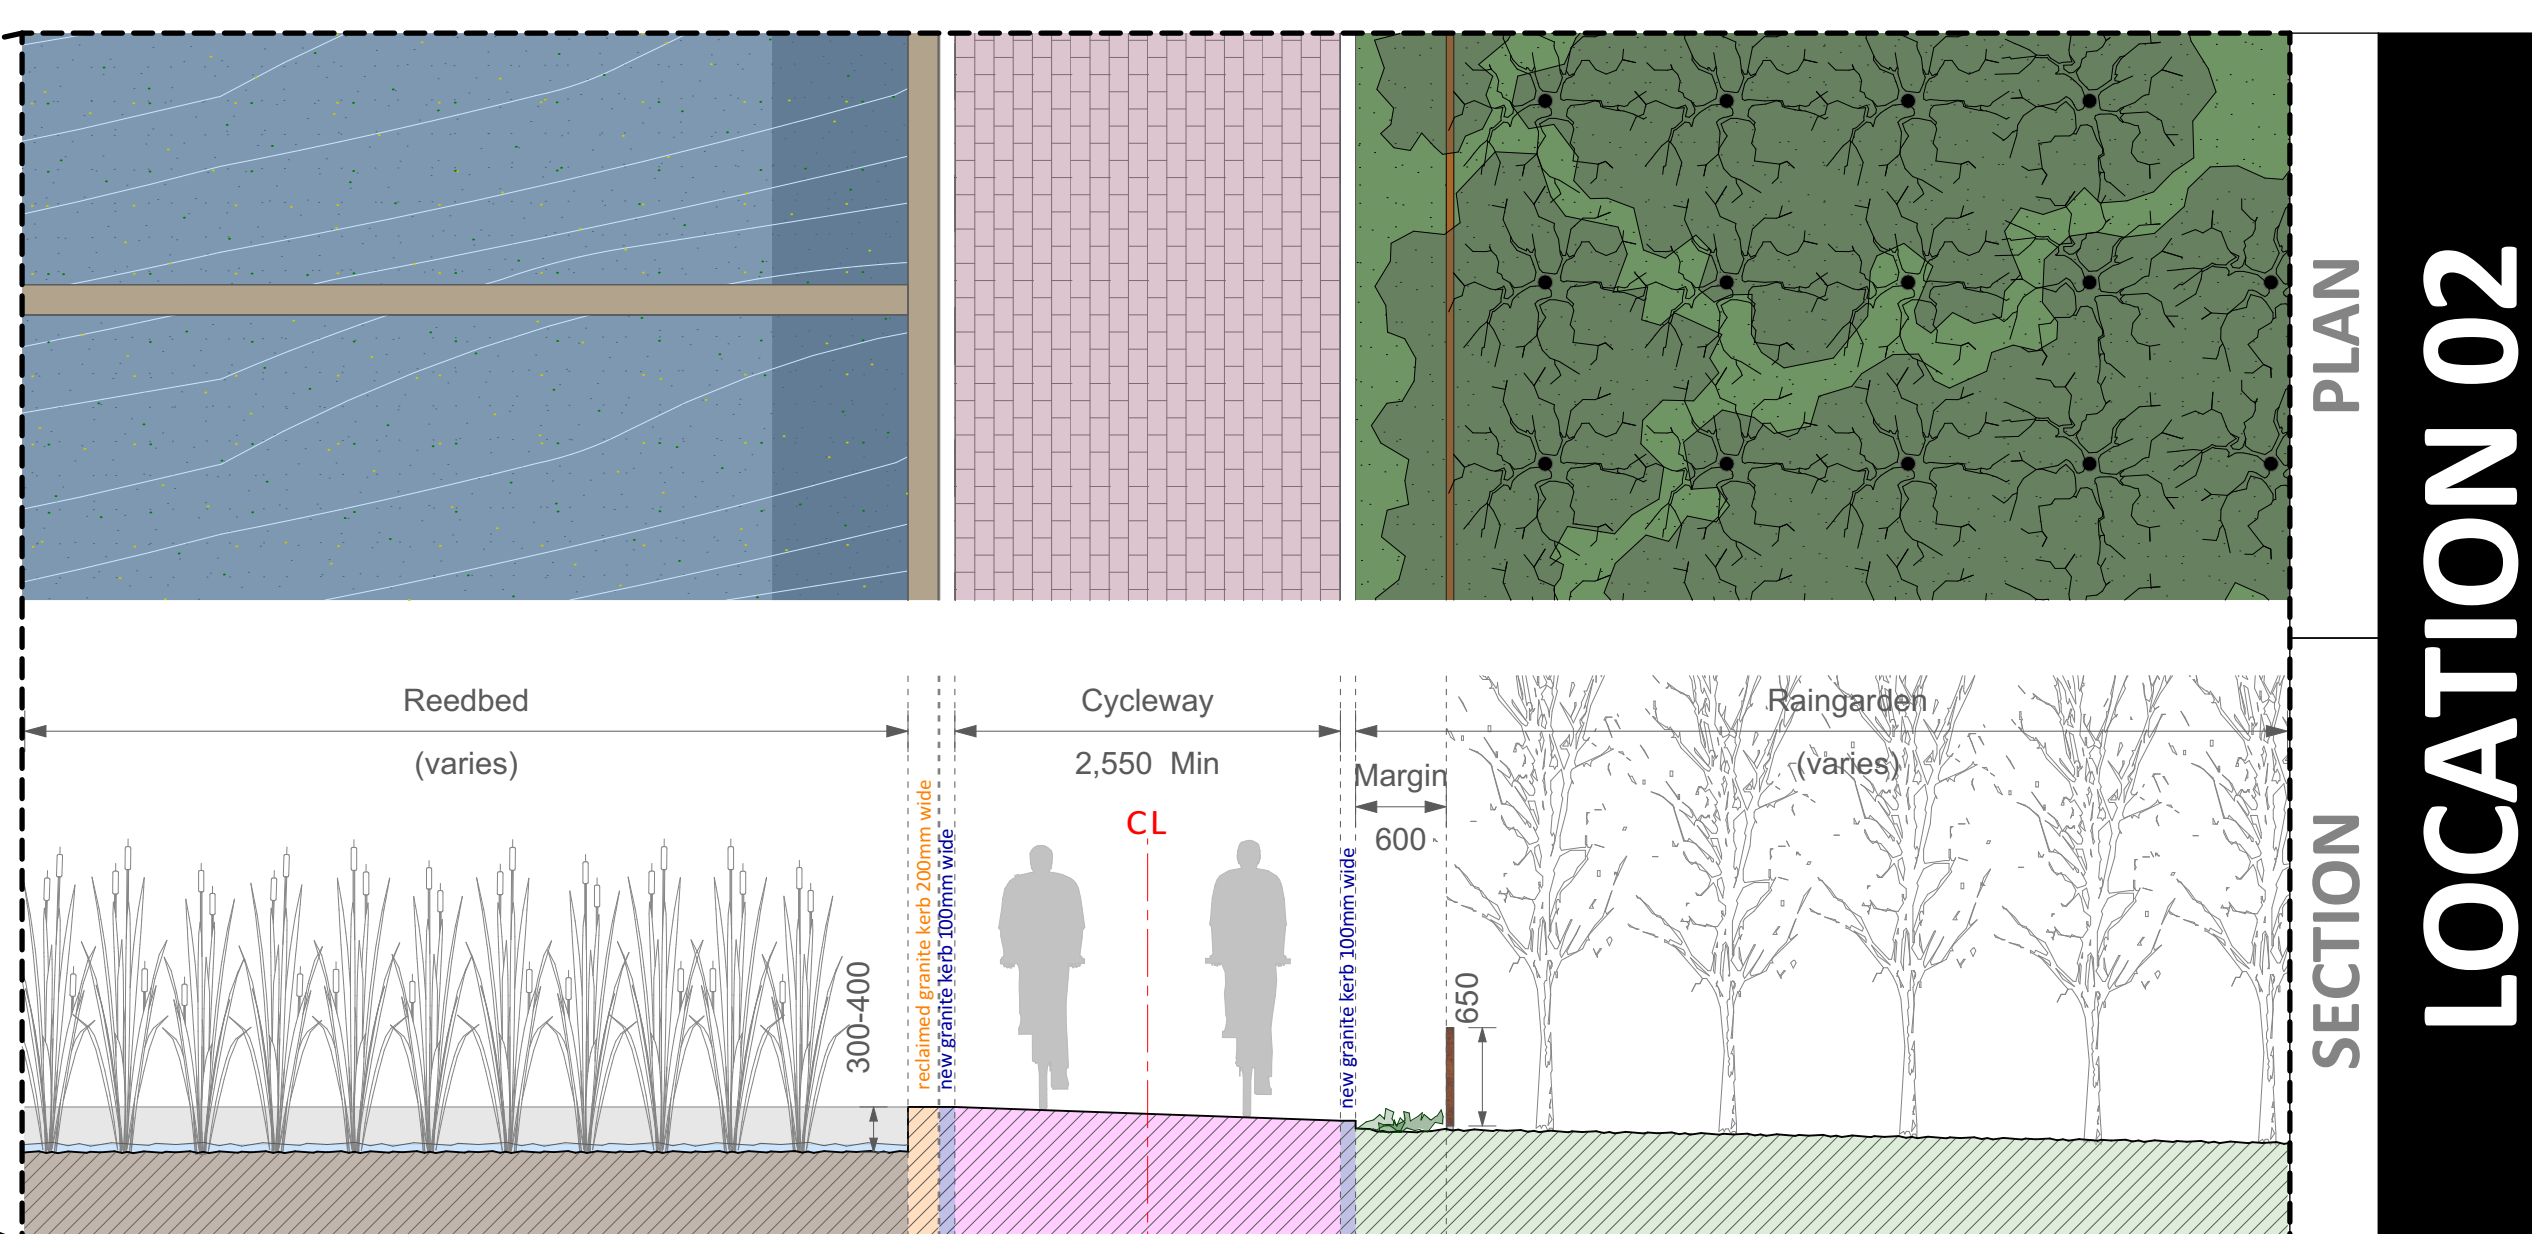 PLAN
LOCATION 02
SECTION
Reedbed
(varies)
Cycleway
2,550 Min
CL
Raingarden
(varies)
Margin
600
300-400
reclaimed granite kerb 200mm wide
new granite kerb 100mm wide
new granite kerb 100mm wide
650